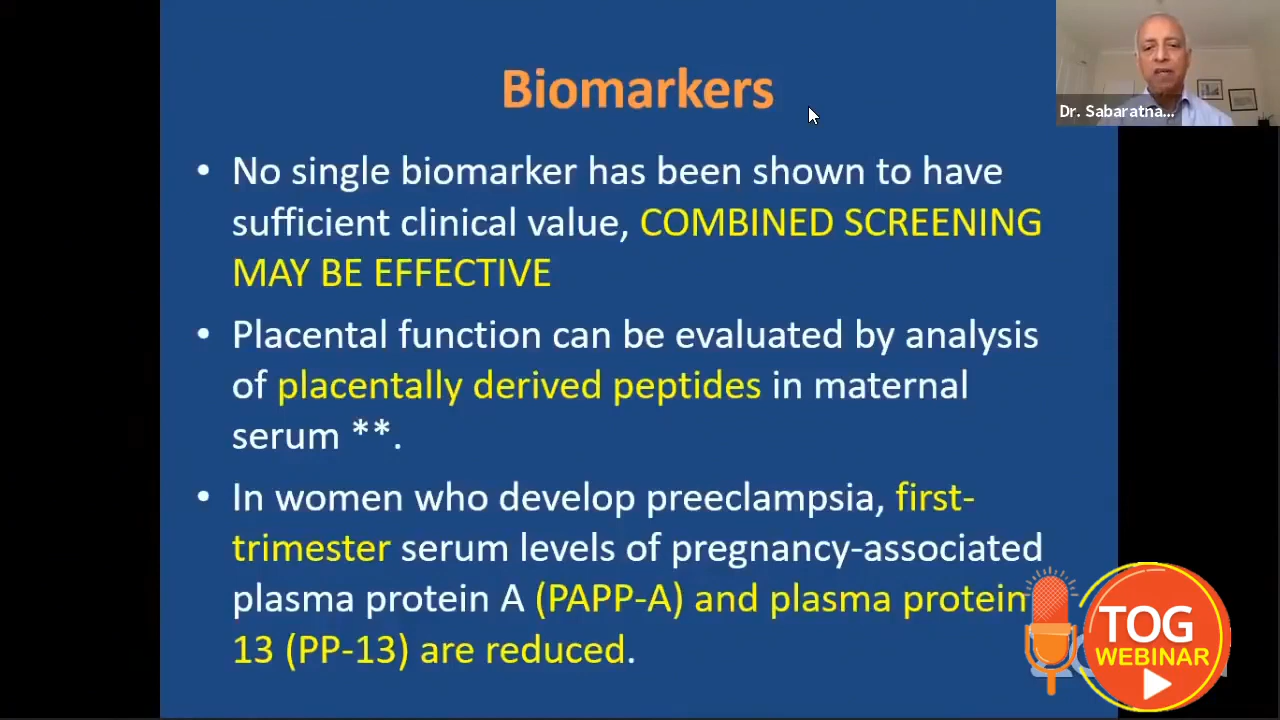 Biomarkers
Dr. Sabaratna...
• No single biomarker has been shown to have
sufficient clinical value, COMBINED SCREENING
MAY BE EFFECTIVE
• Placental function can be evaluated by analysis
of placentally derived peptides in maternal
serum **.
• In women who develop preeclampsia, first-
trimester serum levels of pregnancy-associated
plasma protein A (PAPP-A) and plasma protein
13 (PP-13) are reduced.
TOG
WEBINAR